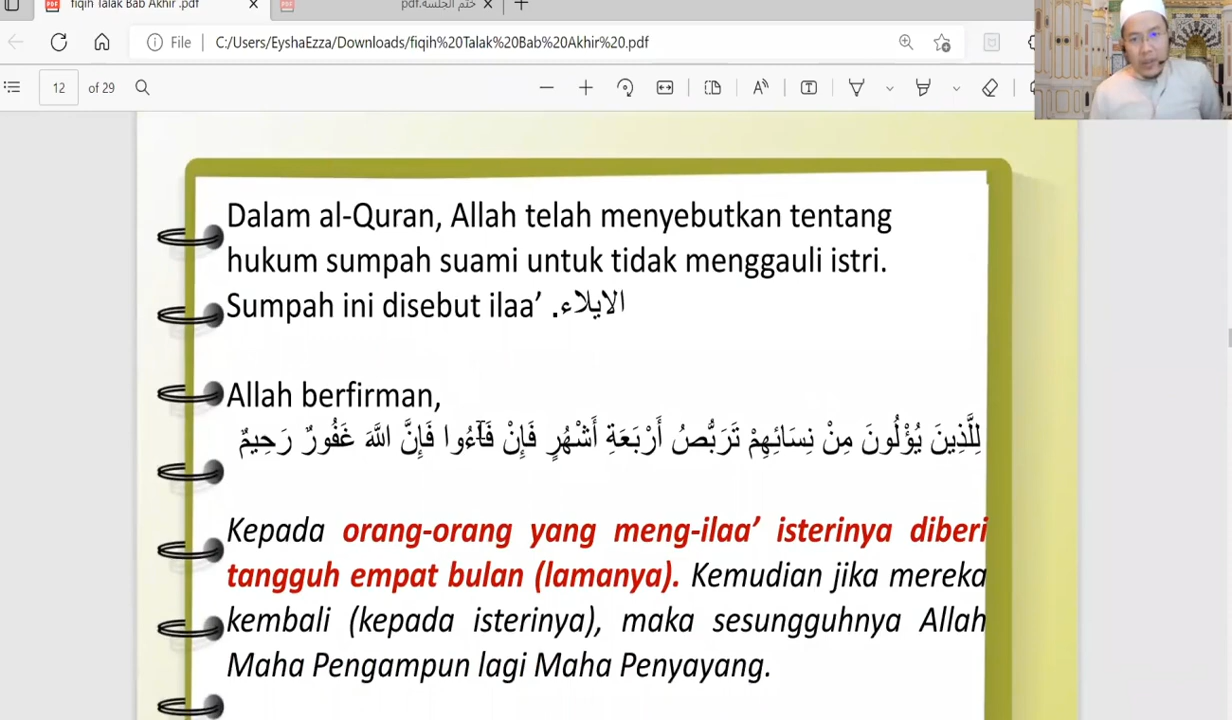 fiqih Talak Bab Akhir .pdf
ختم الجلسة.pdf
File
C:/Users/EyshaEzza/Downloads/fiqih%20Talak%20Bab%20Akhir%20.pdf
12 of 29
Dalam al-Quran, Allah telah menyebutkan tentang
hukum sumpah suami untuk tidak menggauli istri.
Sumpah ini disebut ilaa’ الايلاء.
Allah berfirman,
لِلَّذِينَ يُؤْلُونَ مِنْ نِسَائِهِمْ تَرَبُّصُ أَرْبَعَةِ أَشْهُرٍ فَإِنْ فَاءُوا فَإِنَّ اللَّهَ غَفُورٌ رَحِيمٌ
Kepada orang-orang yang meng-ilaa’ isterinya diberi
tangguh empat bulan (lamanya). Kemudian jika mereka
kembali (kepada isterinya), maka sesungguhnya Allah
Maha Pengampun lagi Maha Penyayang.